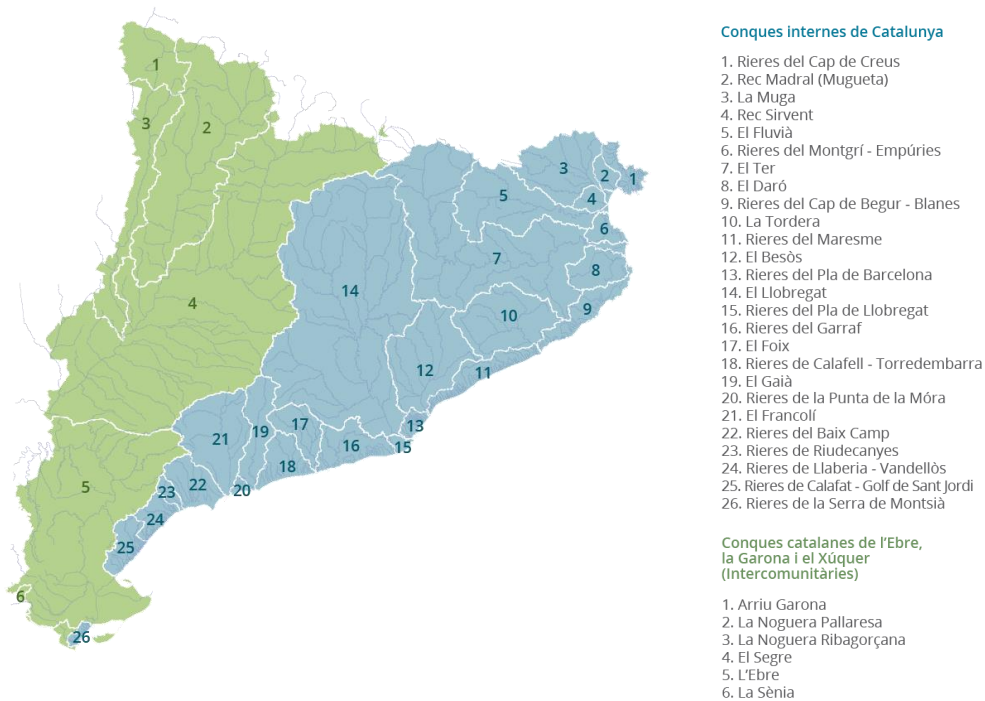 Conques internes de Catalunya
1. Rieres del Cap de Creus
2. Rec Madral (Mugueta)
3. La Muga
4. Rec Sirvent
5. El Fluvià
6. Rieres del Montgrí - Empúries
7. El Ter
8. El Daró
9. Rieres del Cap de Begur - Blanes
10. La Tordera
11. Rieres del Maresme
12. El Besòs
13. Rieres del Pla de Barcelona
14. El Llobregat
15. Rieres del Pla de Llobregat
16. Rieres del Garraf
17. El Foix
18. Rieres de Calafell - Torredembarra
19. El Gaià
20. Rieres de la Punta de la Móra
21. El Francolí
22. Rieres del Baix Camp
23. Rieres de Riudecanyes
24. Rieres de Llaberia - Vandellòs
25. Rieres de Calafat - Golf de Sant Jordi
26. Rieres de la Serra de Montsià
Conques catalanes de l'Ebre,
la Garona i el Xúquer
(Intercomunitàries)
1. Arriu Garona
2. La Noguera Pallaresa
3. La Noguera Ribagorçana
4. El Segre
5. L'Ebre
6. La Sènia
1
3
2
4
5
6
3
2
1
5
4
6
7
8
14
9
10
12
11
13
17
19
21
16
15
18
22
23
20
24
25
26